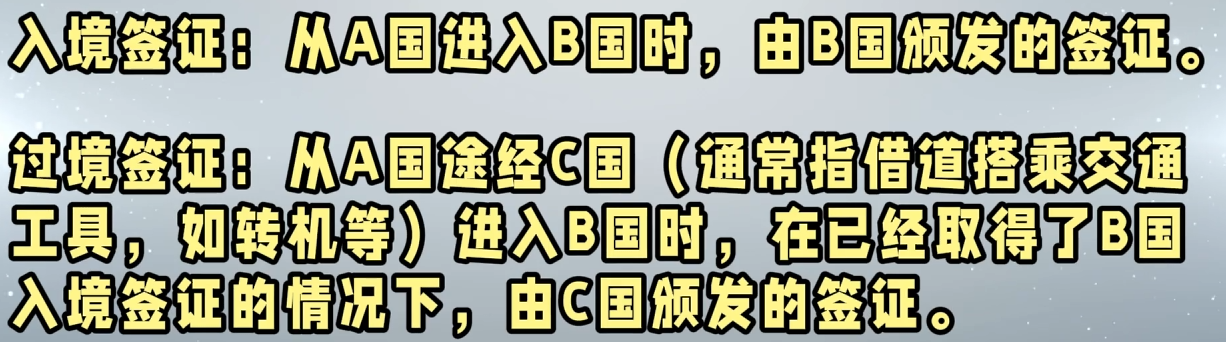 入境签证：从A国进入B国时，由B国颁发的签证。
过境签证：从A国途经C国（通常指借道搭乘交通
工具，如转机等）进入B国时，在已经取得了B国
入境签证的情况下，由C国颁发的签证。